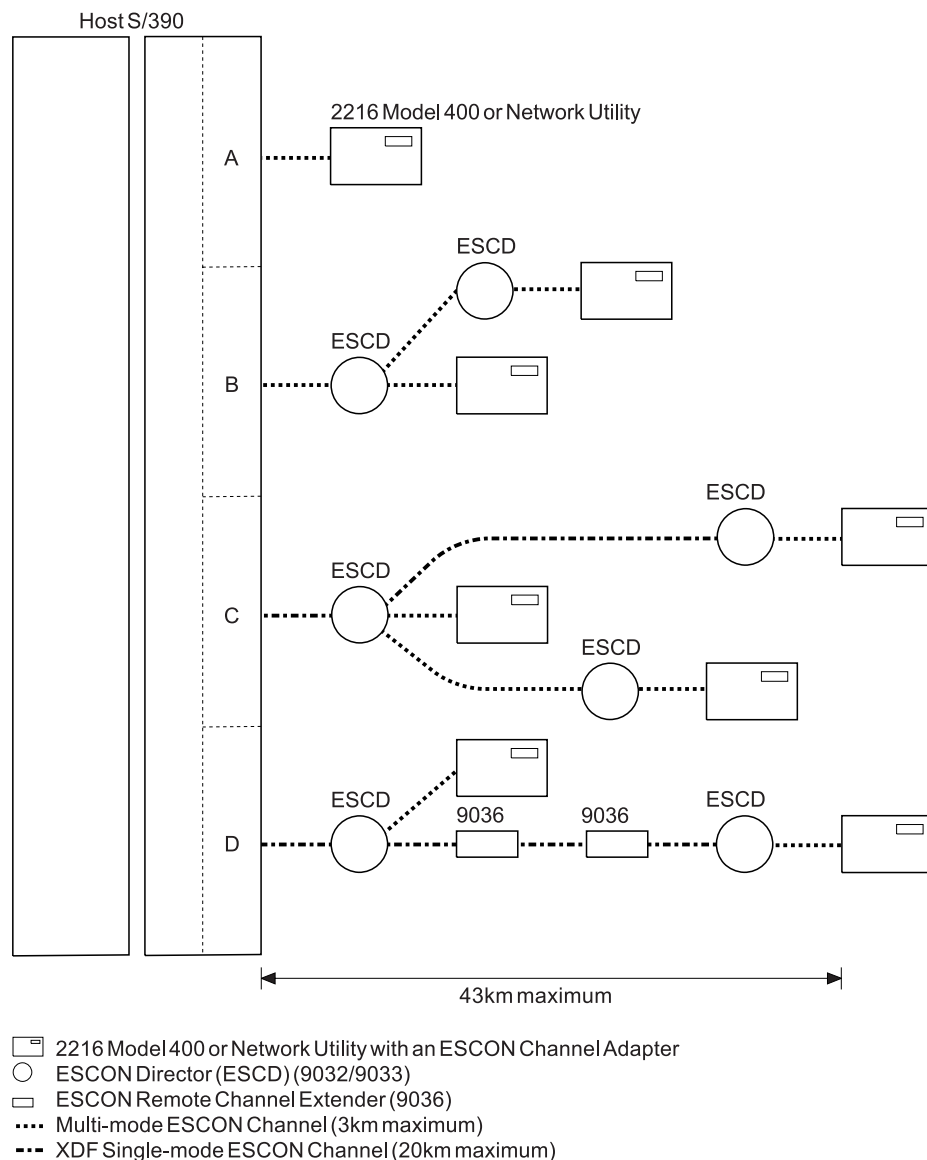 Host S/390
2216 Model 400 or Network Utility
A
ESCD
ESCD
B
ESCD
ESCD
C
ESCD
ESCD
9036
9036
ESCD
D
43km maximum
2216 Model 400 or Network Utility with an ESCON Channel Adapter
ESCON Director (ESCD) (9032/9033)
ESCON Remote Channel Extender (9036)
Multi-mode ESCON Channel (3km maximum)
XDF Single-mode ESCON Channel (20km maximum)